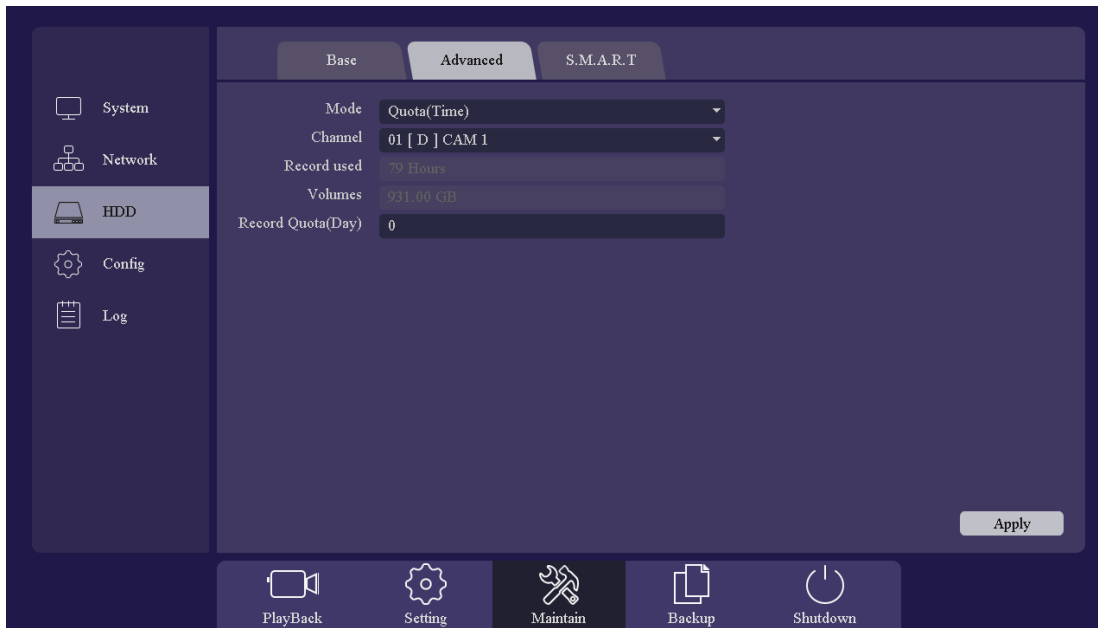 Base Advanced S.M.A.R.T
System
Network
HDD
Config
Log
Mode Quota(Time)
Channel 01 [ D ] CAM 1
Record used 79 Hours
Volumes 931.00 GB
Record Quota(Day) 0
Apply
PlayBack Setting Maintain Backup Shutdown